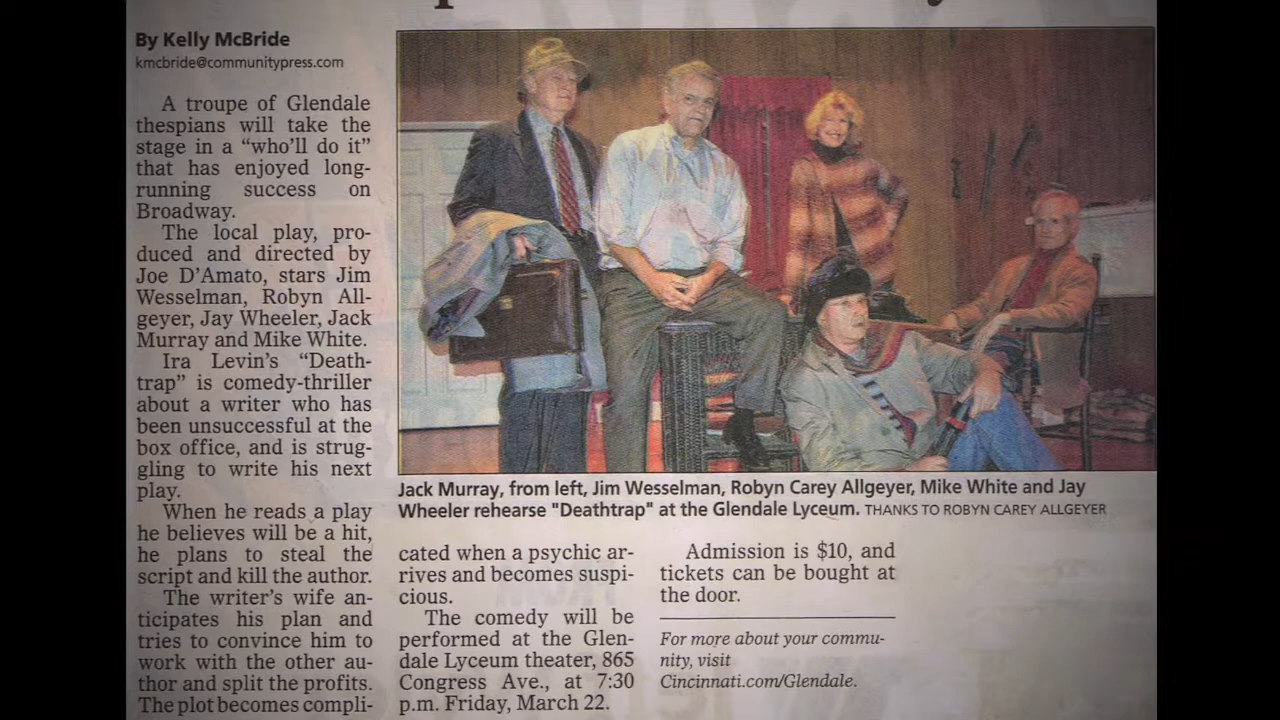 By Kelly McBride
kmcbride@communitypress.com
A troupe of Glendale
thespians will take the
stage in a “who’ll do it”
that has enjoyed long-
running success on
Broadway.
The local play, pro-
duced and directed by
Joe D’Amato, stars Jim
Wesselman, Robyn All-
geyer, Jay Wheeler, Jack
Murray and Mike White.
Ira Levin’s “Death-
trap” is comedy-thriller
about a writer who has
been unsuccessful at the
box office, and is strug-
gling to write his next
play.
When he reads a play
he believes will be a hit,
he plans to steal the
script and kill the author.
The writer’s wife an-
ticipates his plan and
tries to convince him to
work with the other au-
thor and split the profits.
The plot becomes compli-
Jack Murray, from left, Jim Wesselman, Robyn Carey Allgeyer, Mike White and Jay
Wheeler rehearse "Deathtrap" at the Glendale Lyceum. THANKS TO ROBYN CAREY ALLGEYER
cated when a psychic ar-
rives and becomes suspi-
cious.
The comedy will be
performed at the Glen-
dale Lyceum theater, 865
Congress Ave., at 7:30
p.m. Friday, March 22.
Admission is $10, and
tickets can be bought at
the door.
For more about your commu-
nity, visit
Cincinnati.com/Glendale.